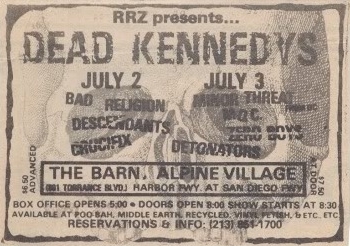 RRZ presents...
DEAD KENNEDYS
JULY 2 JULY 3
BAD RELIGION MINOR THREAT
DESCENDANTS M.D.C.
CRUCIFIX ZERO BOYS
DETONATORS
$6.50 ADVANCED
$7.50 AT DOOR
THE BARN. ALPINE VILLAGE
TORRANCE BLVD.) HARBOR FWY. AT SAN DIEGO FWY.
BOX OFFICE OPENS 5:00 • DOORS OPEN 8:00 SHOW STARTS AT 8:30
AVAILABLE AT POO BAH, MIDDLE EARTH, RECYCLED, VINYL FETISH, & ETC. ETC.
RESERVATIONS & INFO: (213) 851-1700